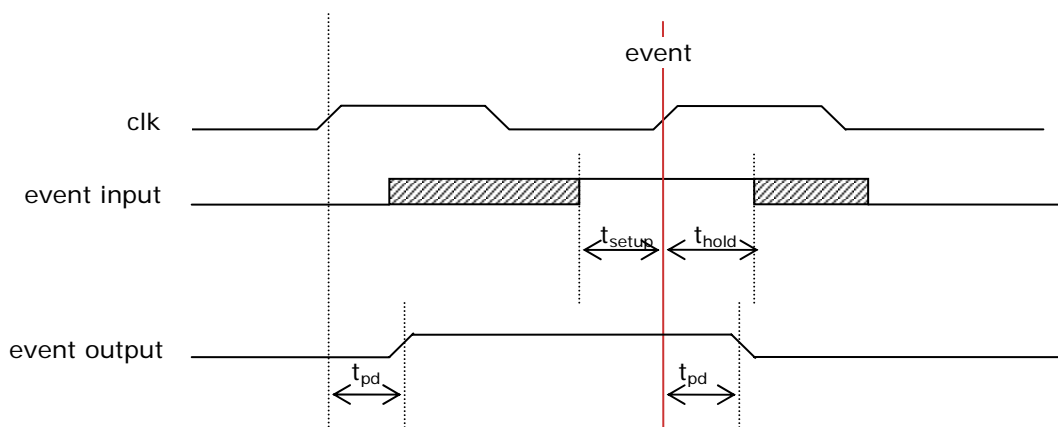 event
clk
event input
tsetup
thold
event output
tpd
tpd